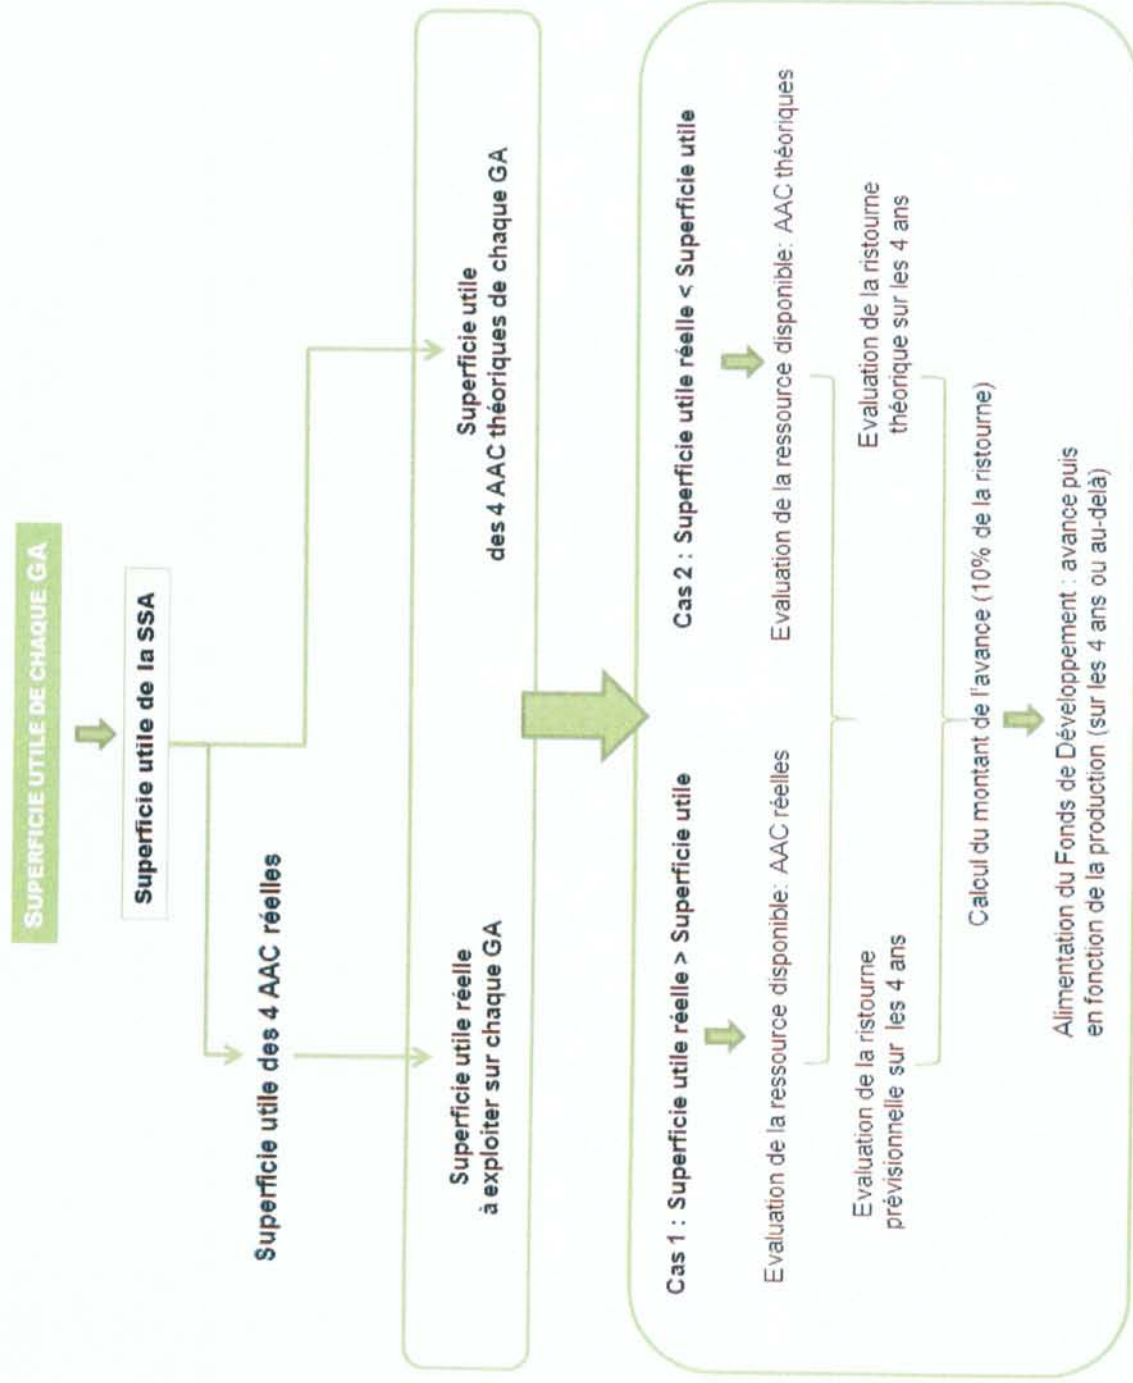 SUPERFICIE UTILE DE CHAQUE GA
Superficie utile de la SSA
Superficie utile des 4 AAC réelles
Superficie utile réelle
à exploiter sur chaque GA
Superficie utile
des 4 AAC théoriques de chaque GA
Cas 1 : Superficie utile réelle > Superficie utile
Evaluation de la ressource disponible: AAC réelles
Evaluation de la ristourne
prévisionnelle sur les 4 ans
Cas 2 : Superficie utile réelle < Superficie utile
Evaluation de la ressource disponible: AAC théoriques
Evaluation de la ristourne
théorique sur les 4 ans
Calcul du montant de l'avance (10% de la ristourne)
Alimentation du Fonds de Développement : avance puis
en fonction de la production (sur les 4 ans ou au-delà)